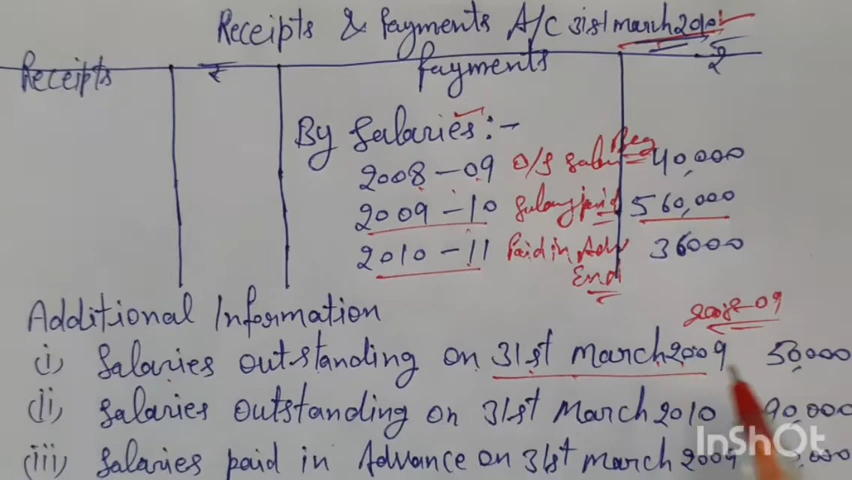 Receipts & Payments A/C 31st march 2010
Receipts ₹ Payments ₹
By Salaries:-
2008-09 O/S Salary Beg 40,000
2009-10 Salary paid 560,000
2010-11 Paid in Adv 36000
End
Additional Information
2008-09
(i) Salaries outstanding on 31st March 2009 50,000
(ii) Salaries outstanding on 31st March 2010 90,000
(iii) Salaries paid in Advance on 31st march 2009
InShOt